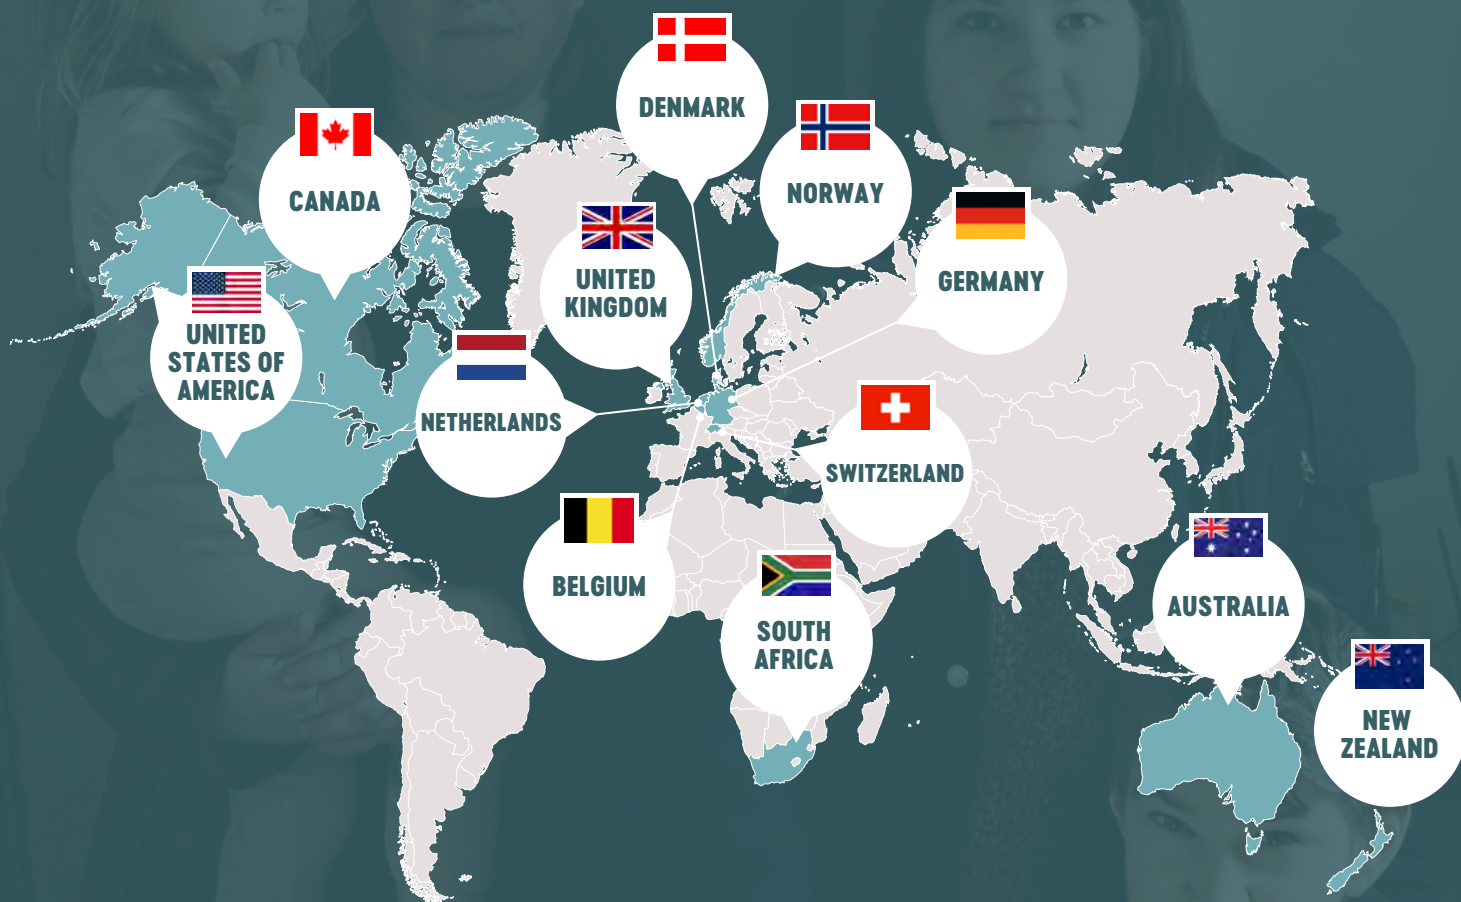 DENMARK
CANADA
NORWAY
UNITED
KINGDOM
GERMANY
UNITED
STATES OF
AMERICA
NETHERLANDS
SWITZERLAND
BELGIUM
SOUTH
AFRICA
AUSTRALIA
NEW
ZEALAND